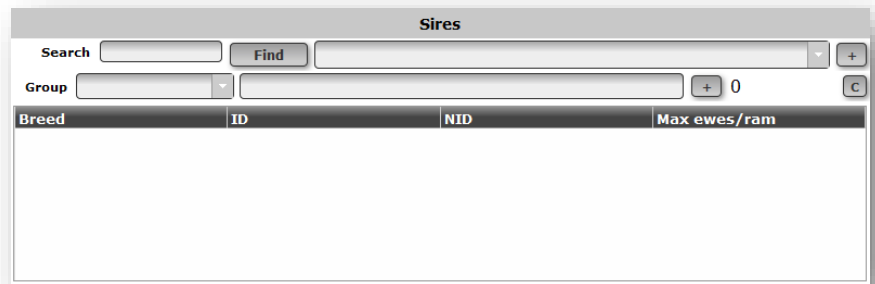 Sires
Search Find +
Group + 0 C
Breed ID NID Max ewes/ram